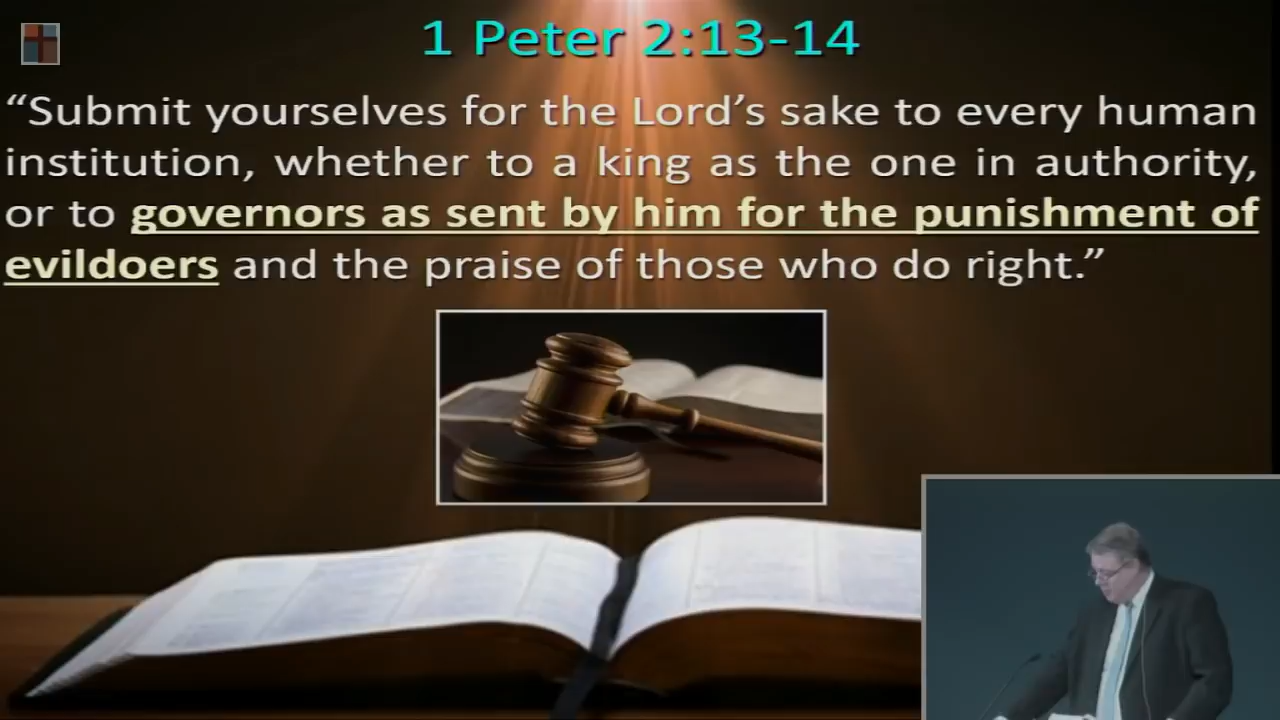 1 Peter 2:13-14
“Submit yourselves for the Lord’s sake to every human
institution, whether to a king as the one in authority,
or to governors as sent by him for the punishment of
evildoers and the praise of those who do right.”